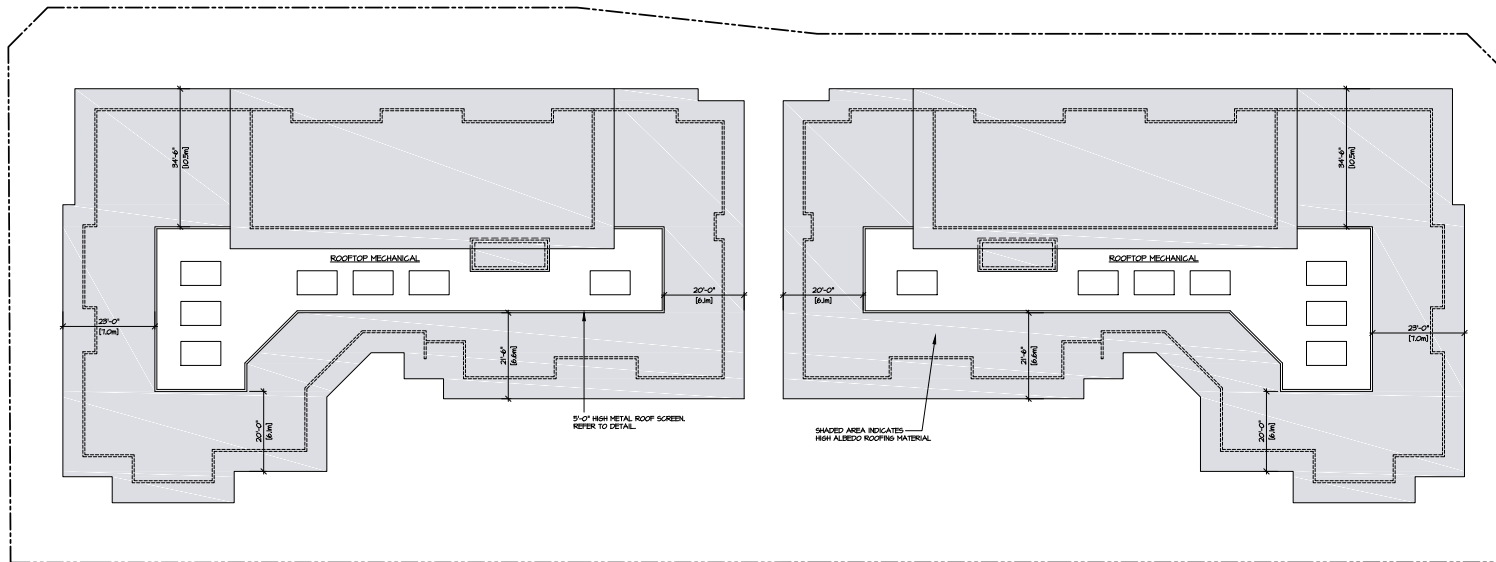 34'-6"
[10.5m]
34'-6"
[10.5m]
ROOFTOP MECHANICAL
ROOFTOP MECHANICAL
20'-0"
[6.1m]
20'-0"
[6.1m]
23'-0"
[7.0m]
23'-0"
[7.0m]
21'-6"
[6.6m]
21'-6"
[6.6m]
5'-0" HIGH METAL ROOF SCREEN.
REFER TO DETAIL.
SHADED AREA INDICATES
HIGH ALBEDO ROOFING MATERIAL
20'-0"
[6.1m]
20'-0"
[6.1m]